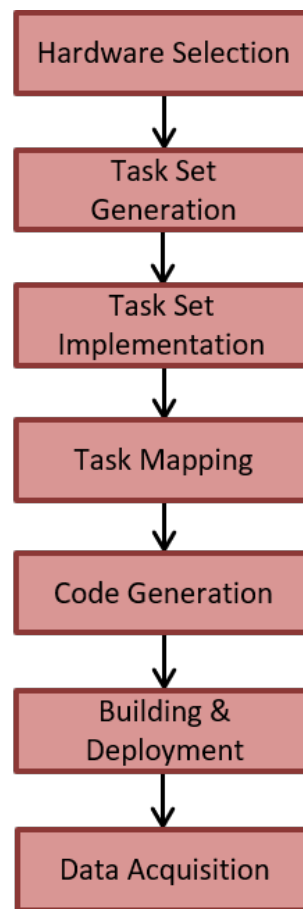 Hardware Selection
Task Set
Generation
Task Set
Implementation
Task Mapping
Code Generation
Building &
Deployment
Data Acquisition